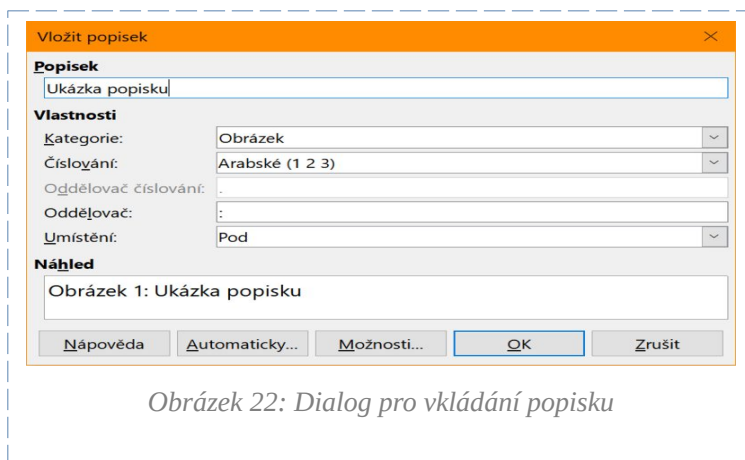 Vložit popisek
Popisek
Ukázka popisku
Vlastnosti
Kategorie: Obrázek
Číslování: Arabské (1 2 3)
Oddělovač číslování: .
Oddělovač: :
Umístění: Pod
Náhled
Obrázek 1: Ukázka popisku
Nápověda Automaticky... Možnosti... OK Zrušit
Obrázek 22: Dialog pro vkládání popisku